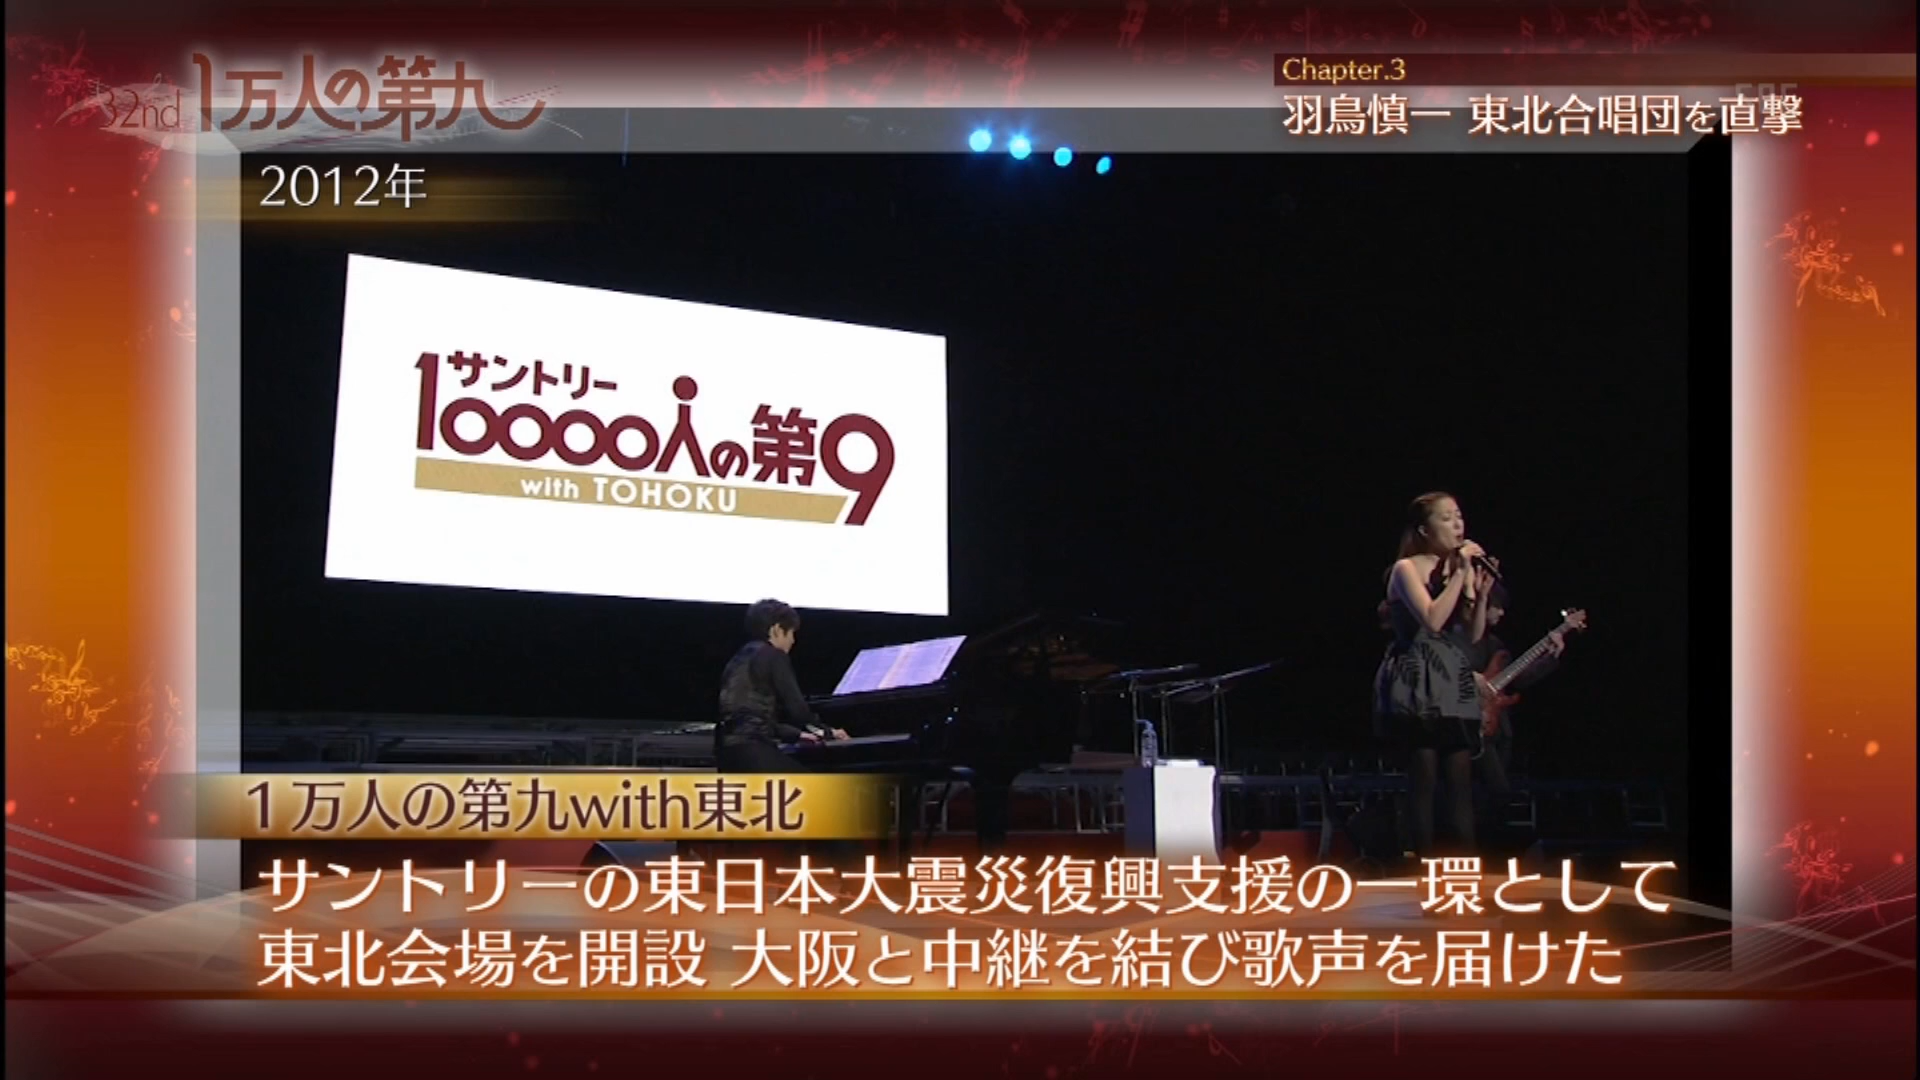 32nd 1万人の第九
Chapter.3
羽鳥慎一 東北合唱団を直撃
2012年
サントリー
10000人の第9
with TOHOKU
1万人の第九with東北
サントリーの東日本大震災復興支援の一環として
東北会場を開設 大阪と中継を結び歌声を届けた